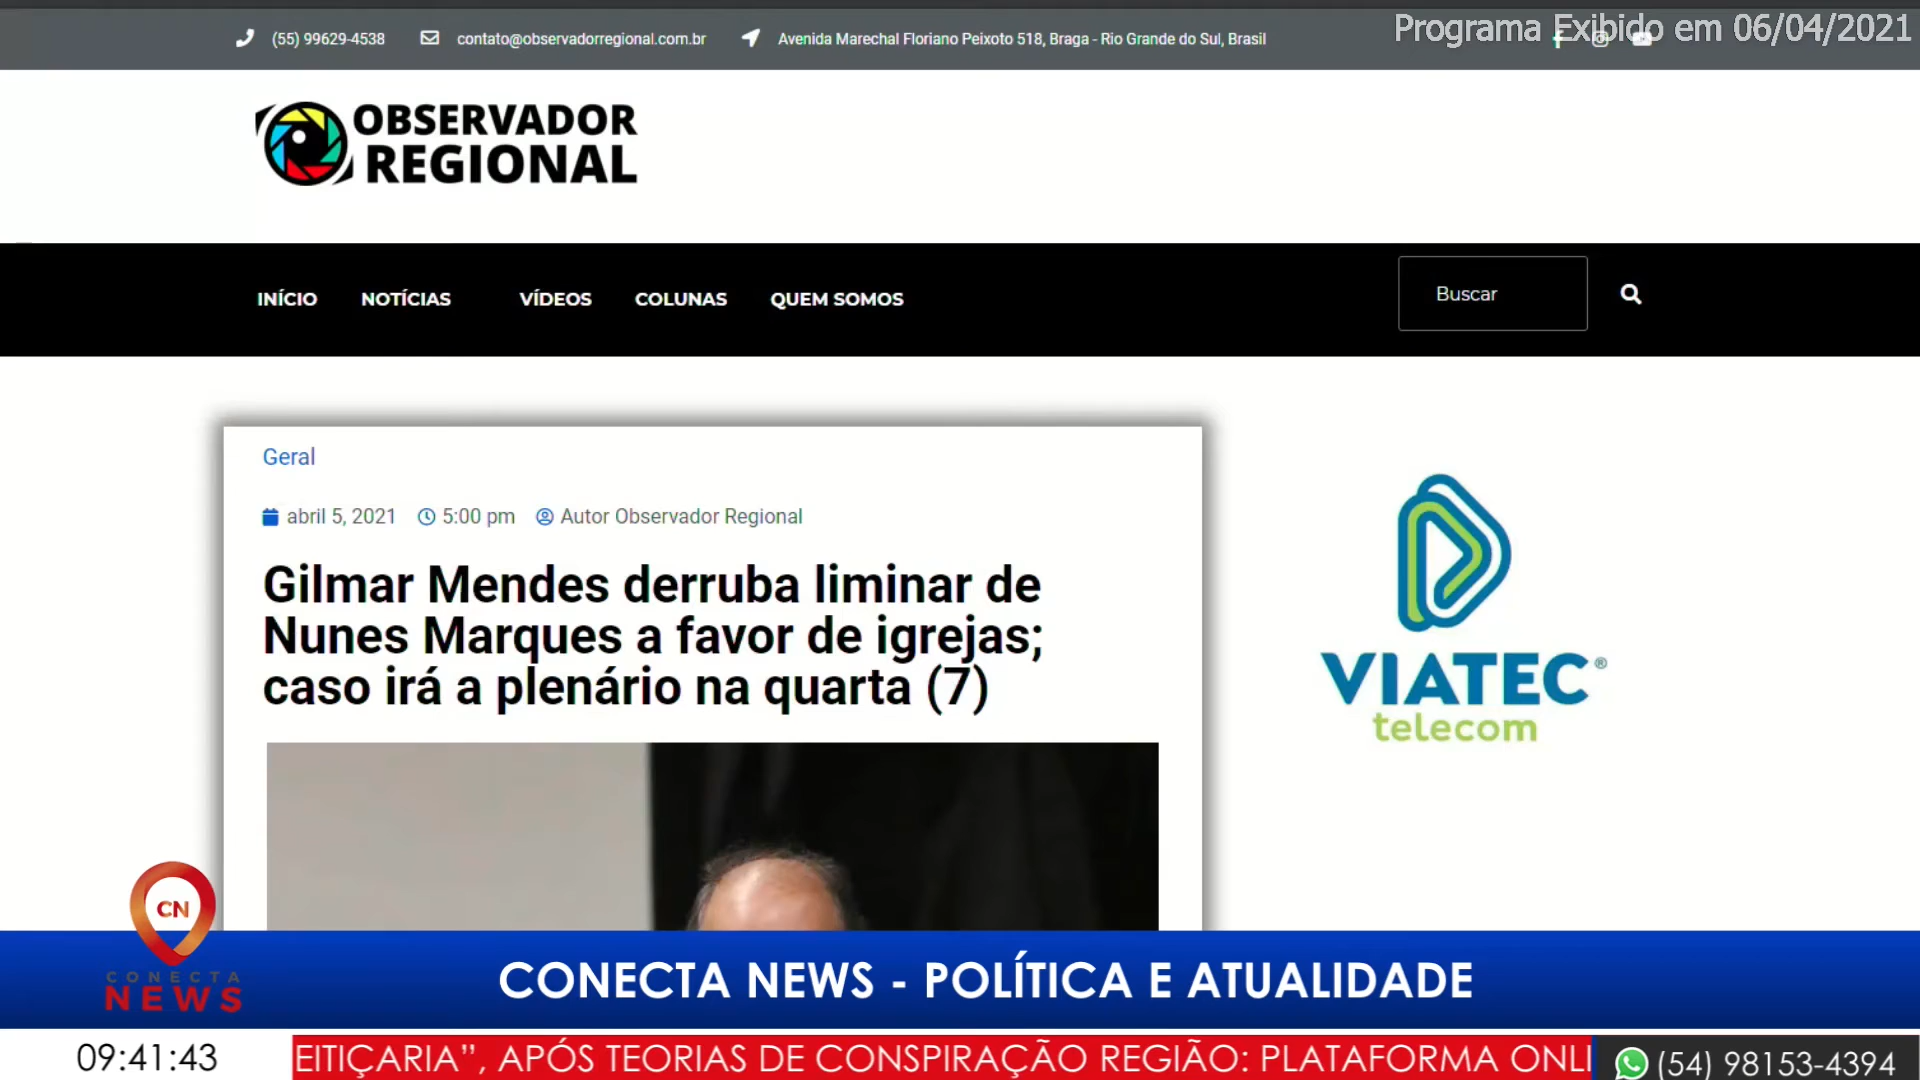 (55) 99629-4538 contato@observadorregional.com.br Avenida Marechal Floriano Peixoto 518, Braga - Rio Grande do Sul, Brasil
Programa Exibido em 06/04/2021
OBSERVADOR
REGIONAL
INÍCIO NOTÍCIAS VÍDEOS COLUNAS QUEM SOMOS Buscar
Geral
abril 5, 2021 5:00 pm Autor Observador Regional
Gilmar Mendes derruba liminar de
Nunes Marques a favor de igrejas;
caso irá a plenário na quarta (7)
VIATEC®
telecom
CN
CONECTA
NEWS
CONECTA NEWS - POLÍTICA E ATUALIDADE
09:41:43 EITIÇARIA”, APÓS TEORIAS DE CONSPIRAÇÃO REGIÃO: PLATAFORMA ONLI (54) 98153-4394